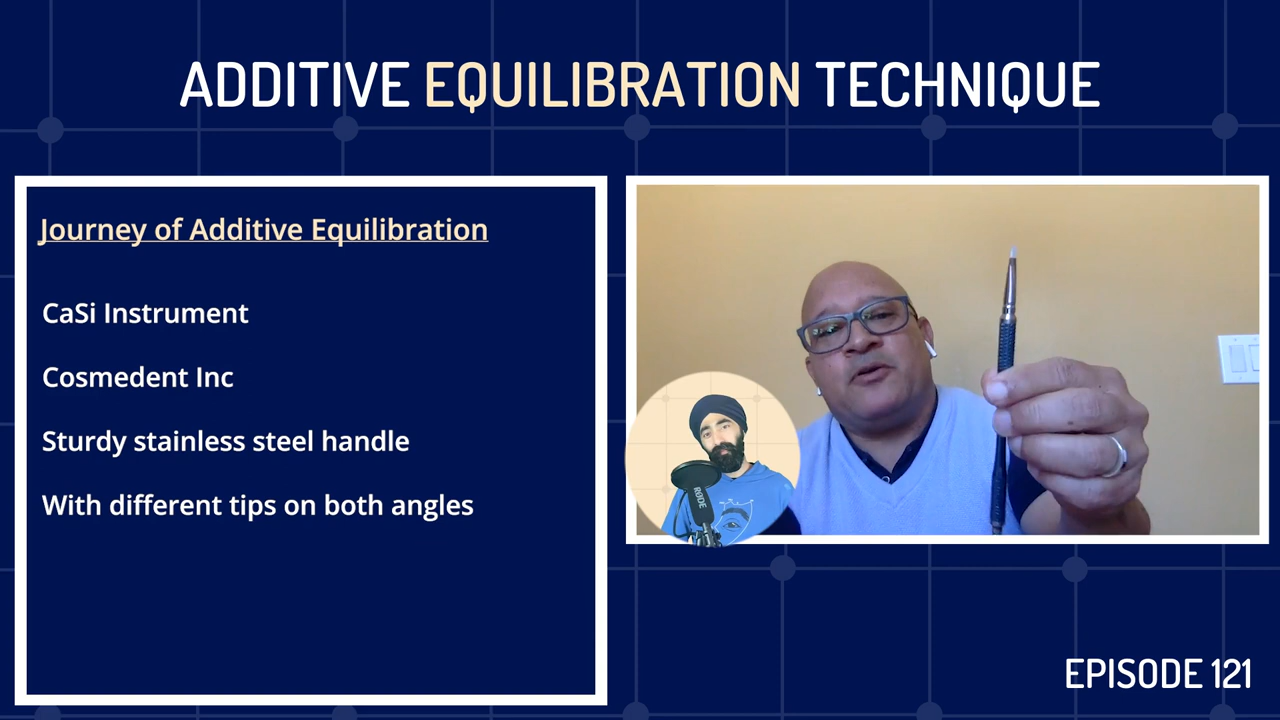 ADDITIVE EQUILIBRATION TECHNIQUE
Journey of Additive Equilibration
CaSi Instrument
Cosmedent Inc
Sturdy stainless steel handle
With different tips on both angles
RODE
EPISODE 121